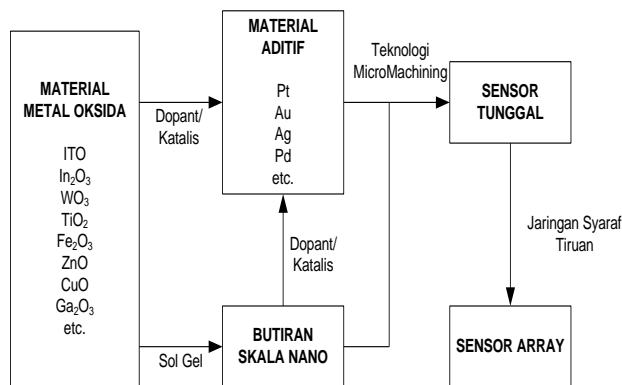 MATERIAL
METAL OKSIDA
ITO
In₂O₃
WO₃
TiO₂
Fe₂O₃
ZnO
CuO
Ga₂O₃
etc.
Dopant/
Katalis
Sol Gel
MATERIAL
ADITIF
Pt
Au
Ag
Pd
etc.
Dopant/
Katalis
BUTIRAN
SKALA NANO
Teknologi
MicroMachining
SENSOR
TUNGGAL
Jaringan Syaraf
Tiruan
SENSOR ARRAY